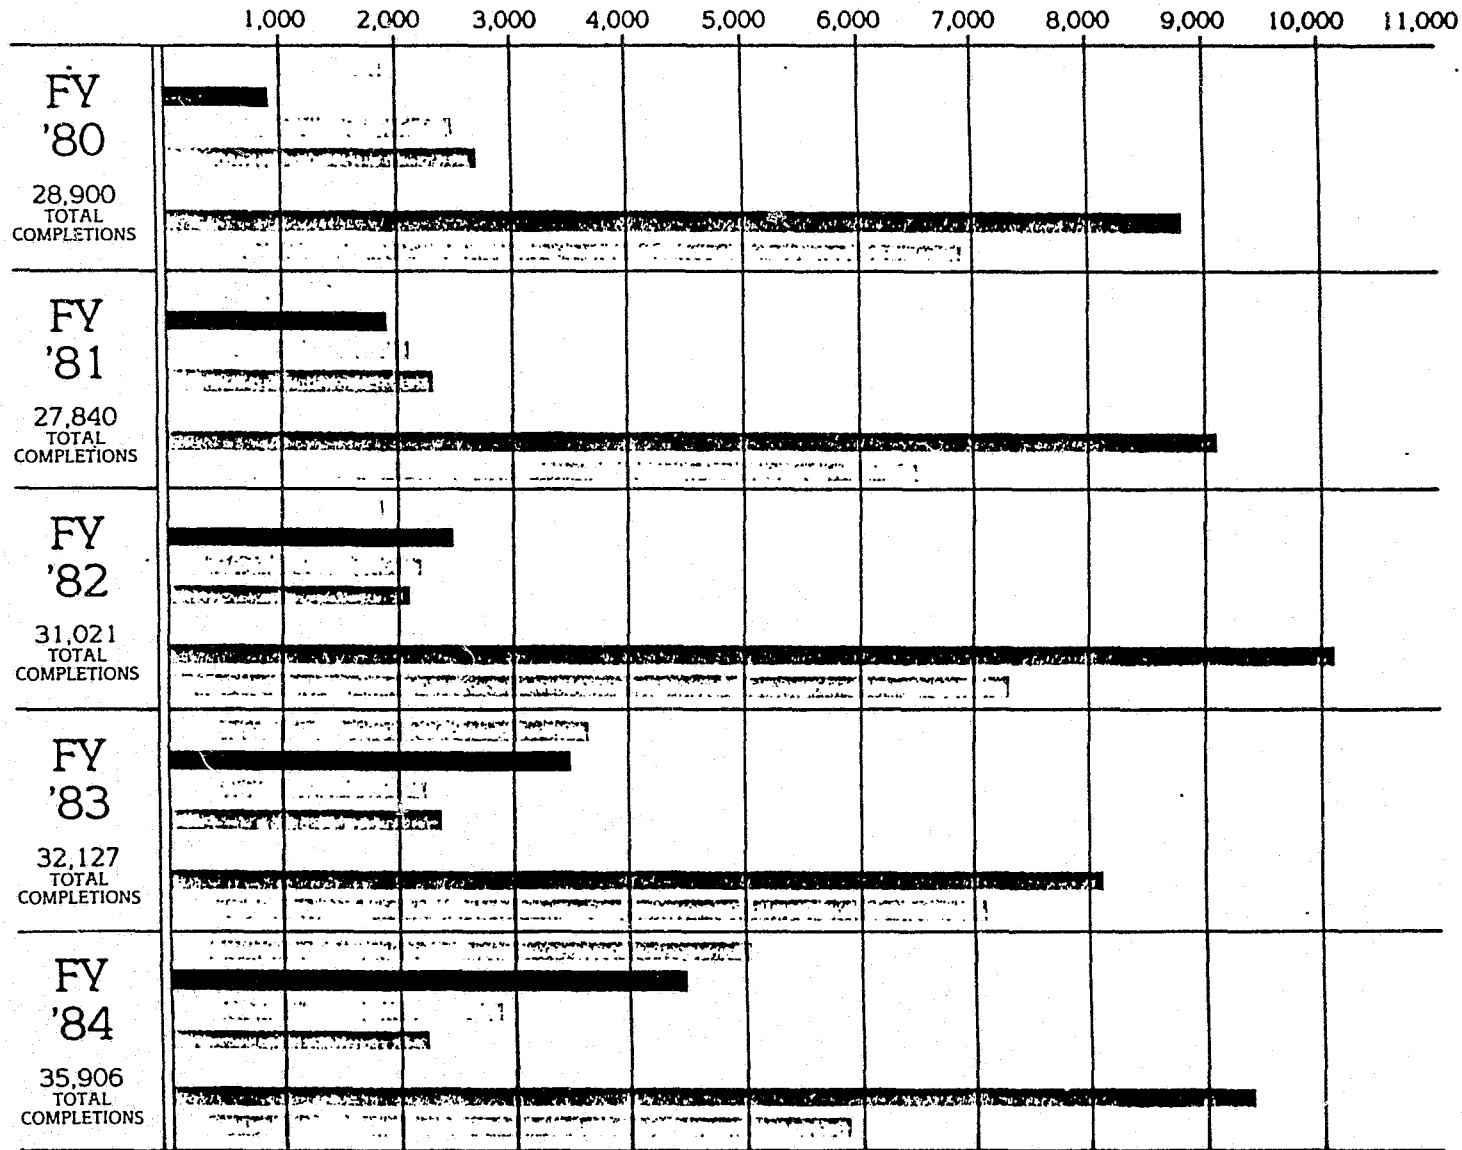 1,000 2,000 3,000 4,000 5,000 6,000 7,000 8,000 9,000 10,000 11,000
FY
'80
28,900
TOTAL
COMPLETIONS
FY
'81
27,840
TOTAL
COMPLETIONS
FY
'82
31,021
TOTAL
COMPLETIONS
FY
'83
32,127
TOTAL
COMPLETIONS
FY
'84
35,906
TOTAL
COMPLETIONS